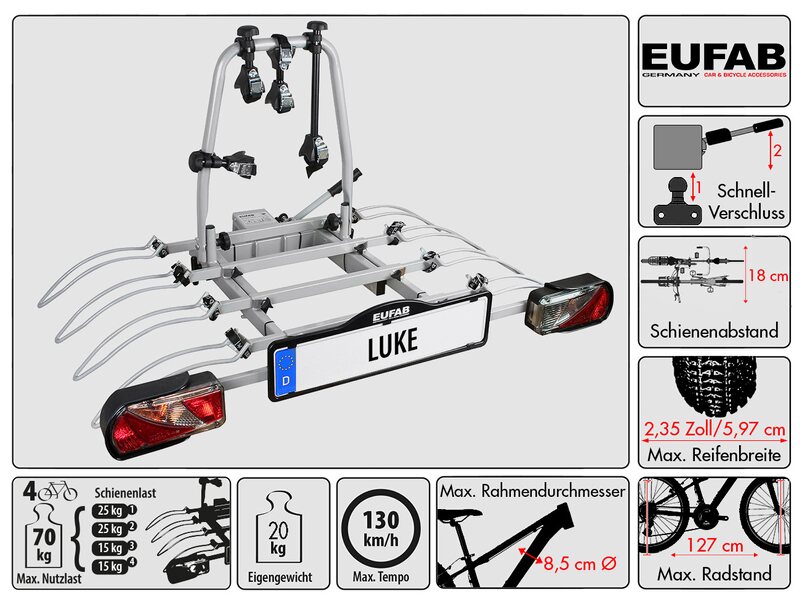 EUFAB
EUFAB
D
LUKE
EUFAB
GERMANY CAR & BICYCLE ACCESSORIES
2
1
Schnell-
Verschluss
18 cm
Schienenabstand
2,35 Zoll/5,97 cm
Max. Reifenbreite
4
Schienenlast
70
kg
25 kg 1
25 kg 2
15 kg 3
15 kg 4
Max. Nutzlast
20
kg
Eigengewicht
130
km/h
Max. Tempo
Max. Rahmendurchmesser
8,5 cm Ø
127 cm
Max. Radstand